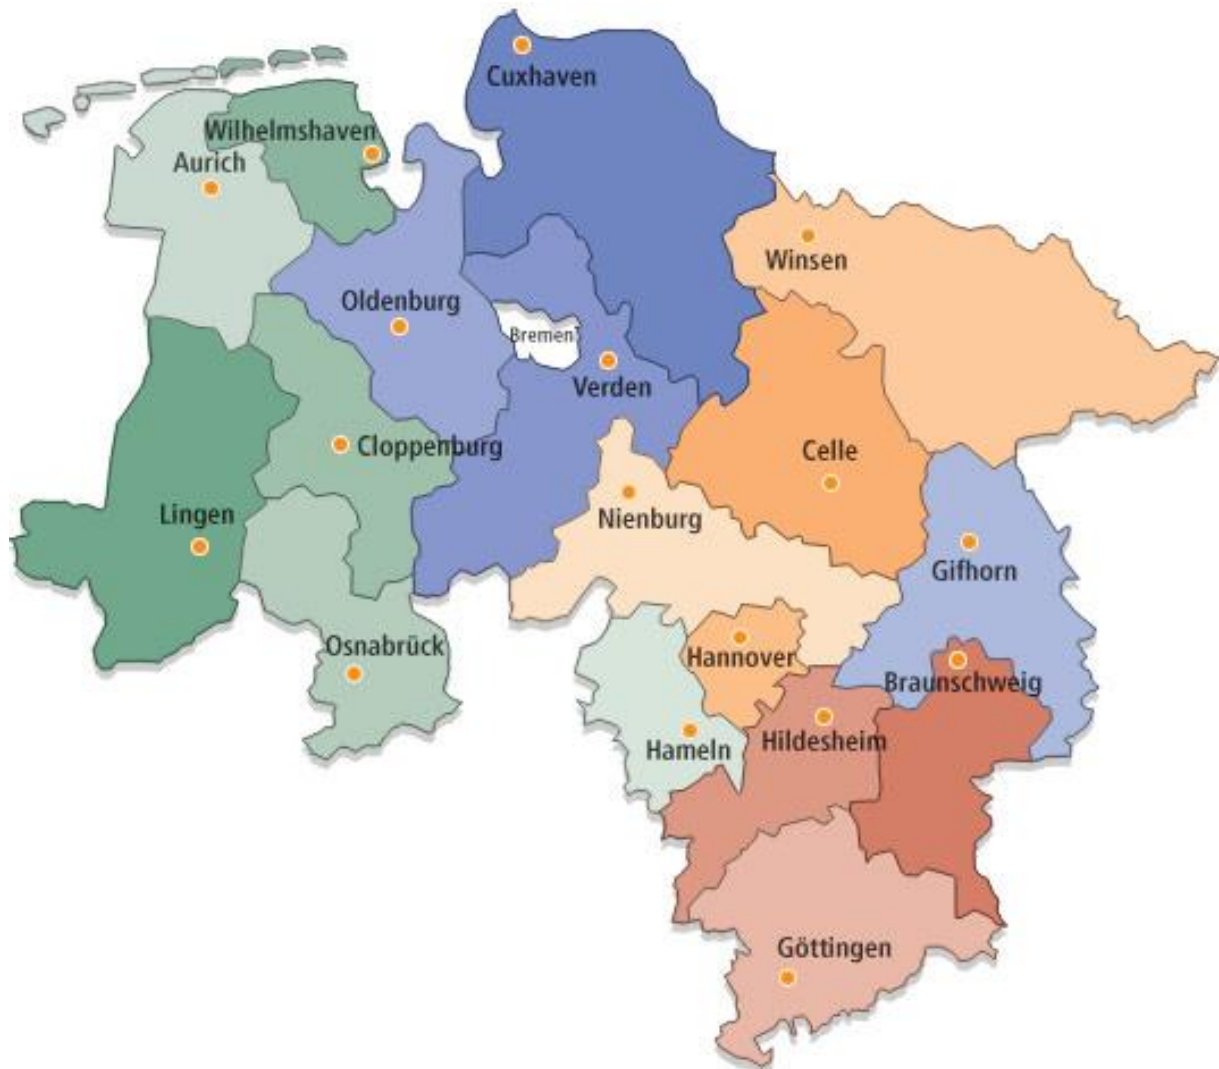 Cuxhaven
Wilhelmshaven
Aurich
Winsen
Oldenburg
Bremen
Verden
Cloppenburg
Celle
Lingen
Nienburg
Gifhorn
Osnabrück
Hannover
Braunschweig
Hameln
Hildesheim
Göttingen